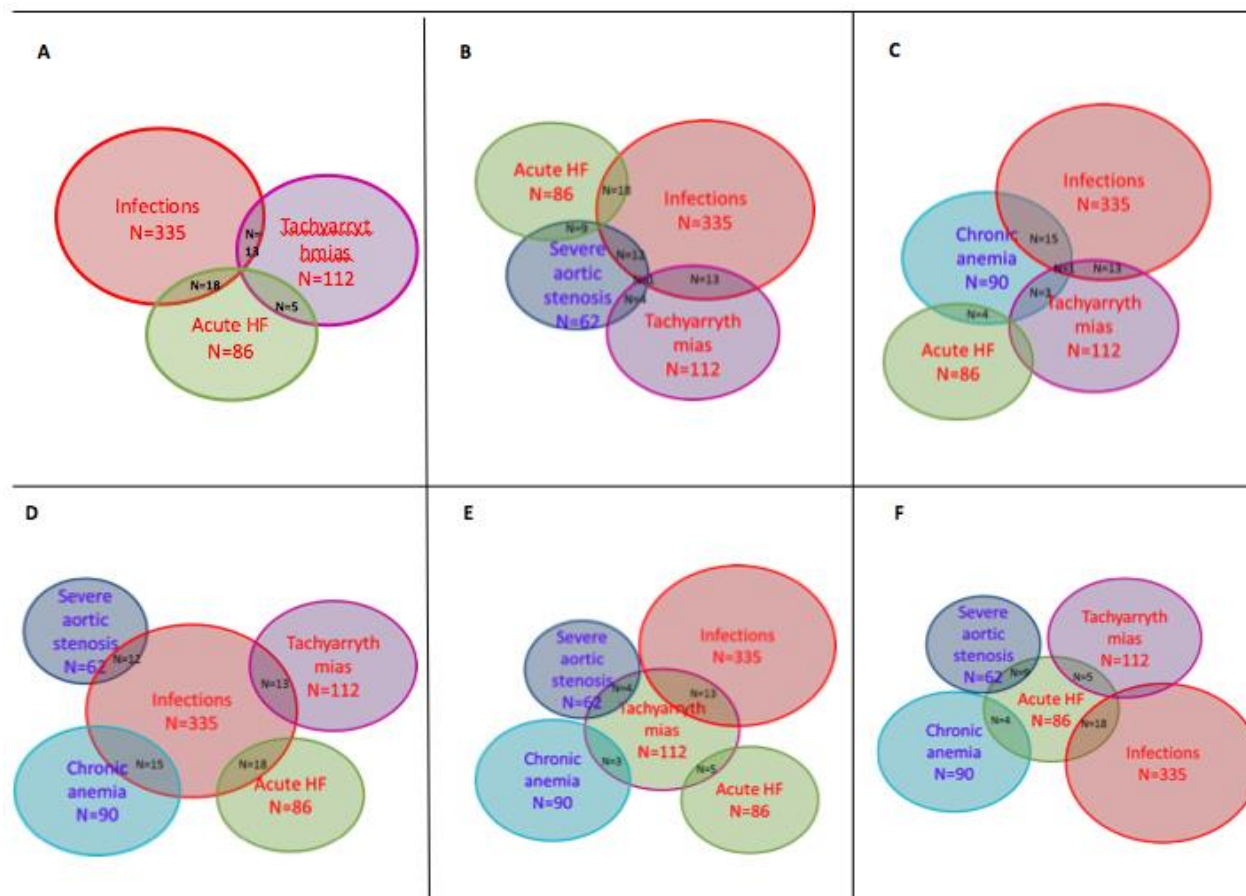 A
Infections
N=335
Tachyarryt
hmias
N=112
N=
13
N=18
N=5
Acute HF
N=86
B
Acute HF
N=86
N=18
Infections
N=335
N=9
N=12
Severe
aortic
stenosis
N=62
N=4
N=13
Tachyarryth
mias
N=112
C
Infections
N=335
Chronic
anemia
N=90
N=15
N=13
N=3
N=4
Tachyarryth
mias
N=112
Acute HF
N=86
D
Severe
aortic
stenosis
N=62
N=12
Tachyarryth
mias
N=112
N=13
Infections
N=335
N=15
N=18
Chronic
anemia
N=90
Acute HF
N=86
E
Severe
aortic
stenosis
N=62
Infections
N=335
N=4
N=13
Tachyarryth
mias
N=112
N=3
N=5
Chronic
anemia
N=90
Acute HF
N=86
F
Severe
aortic
stenosis
N=62
Tachyarryth
mias
N=112
N=9
N=5
Acute HF
N=86
N=4
N=18
Chronic
anemia
N=90
Infections
N=335